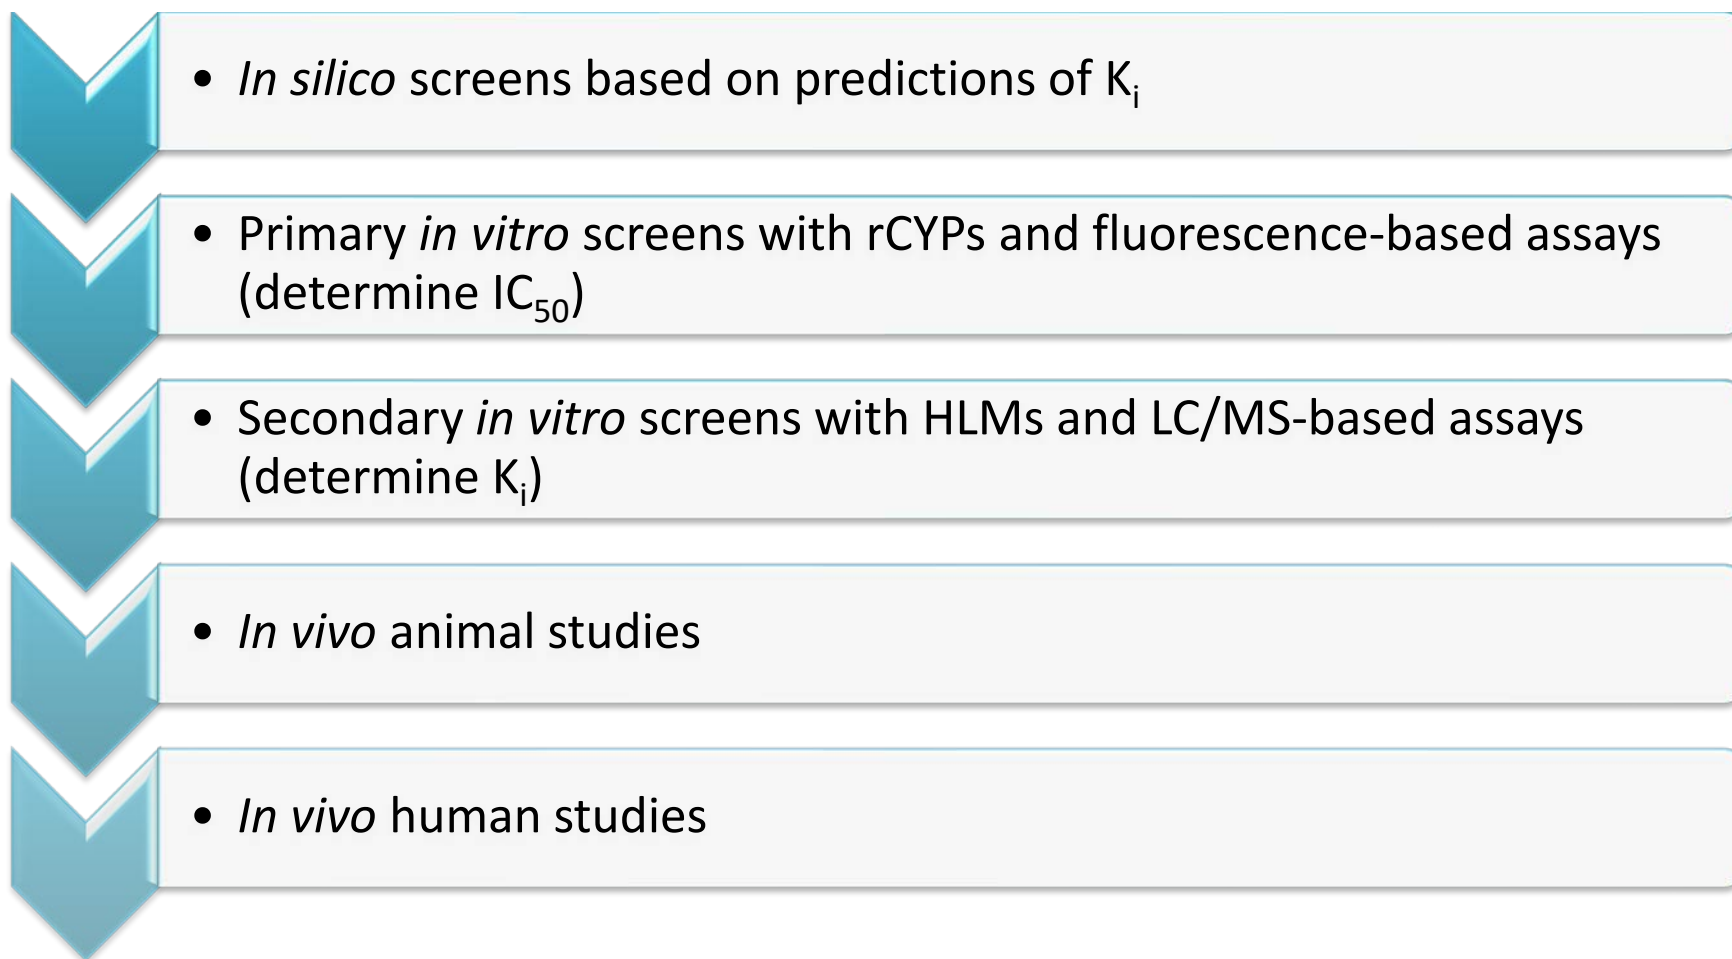 • In silico screens based on predictions of Ki
• Primary in vitro screens with rCYPs and fluorescence-based assays
(determine IC50)
• Secondary in vitro screens with HLMs and LC/MS-based assays
(determine Ki)
• In vivo animal studies
• In vivo human studies